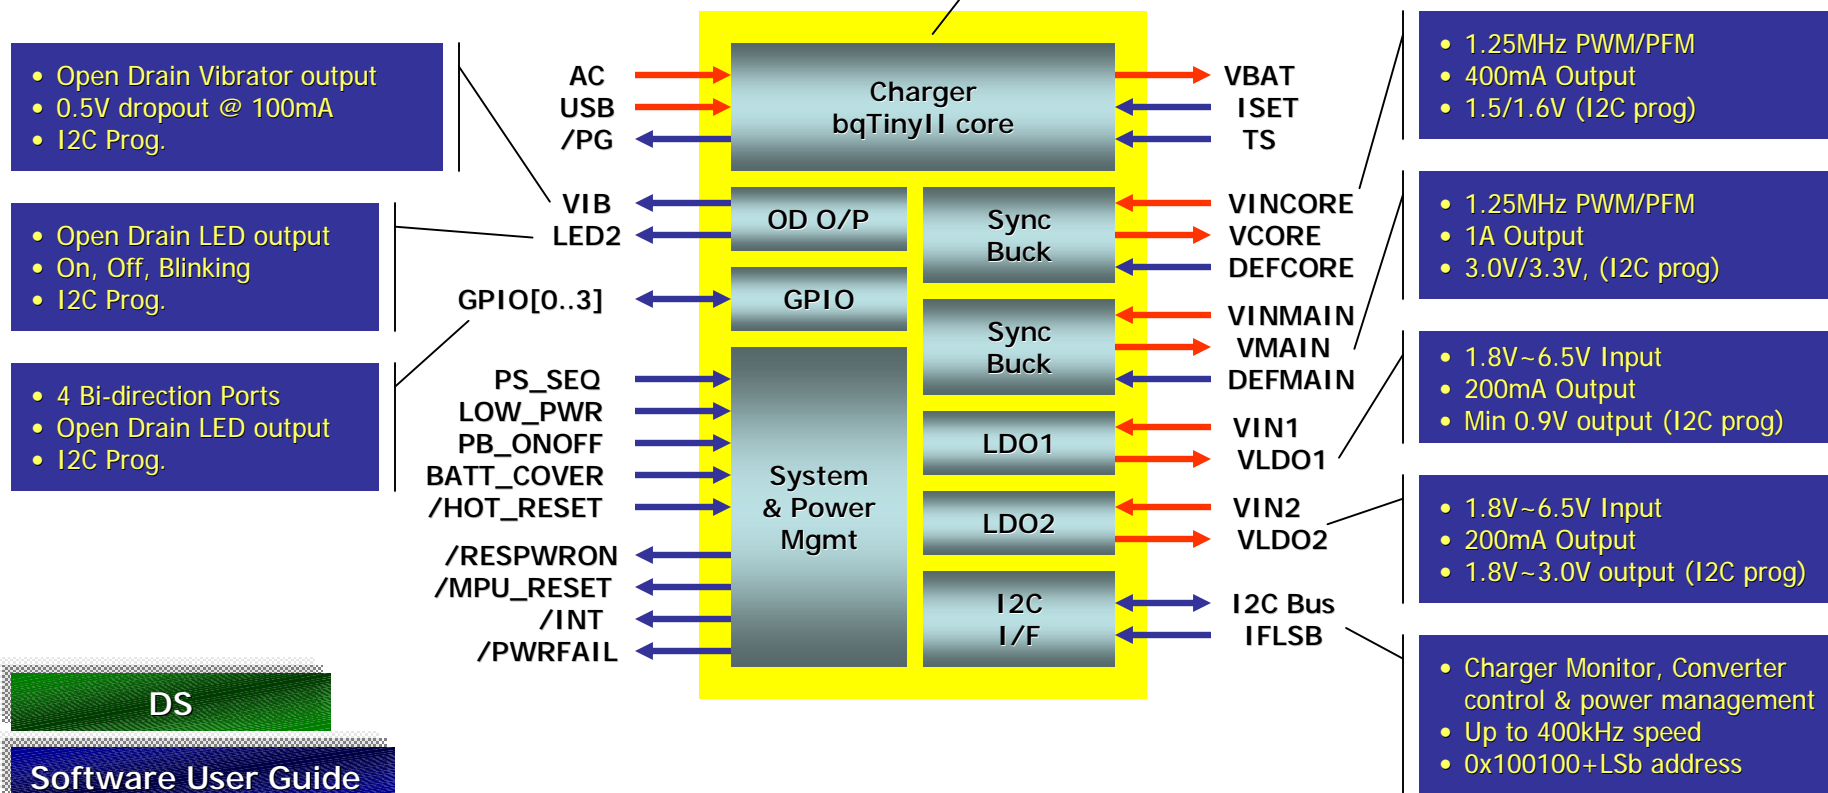 • Open Drain Vibrator output
• 0.5V dropout @ 100mA
• I2C Prog.
• Open Drain LED output
• On, Off, Blinking
• I2C Prog.
• 4 Bi-direction Ports
• Open Drain LED output
• I2C Prog.
AC
USB
/PG
VIB
LED2
GPIO[0..3]
PS_SEQ
LOW_PWR
PB_ONOFF
BATT_COVER
/HOT_RESET
/RESPWRON
/MPU_RESET
/INT
/PWRFAIL
Charger
bqTinyII core
OD O/P
GPIO
System
& Power
Mgmt
Sync
Buck
Sync
Buck
LDO1
LDO2
I2C
I/F
VBAT
ISET
TS
VINCORE
VCORE
DEFCORE
VINMAIN
VMAIN
DEFMAIN
VIN1
VLDO1
VIN2
VLDO2
I2C Bus
IFLSB
• 1.25MHz PWM/PFM
• 400mA Output
• 1.5/1.6V (I2C prog)
• 1.25MHz PWM/PFM
• 1A Output
• 3.0V/3.3V, (I2C prog)
• 1.8V~6.5V Input
• 200mA Output
• Min 0.9V output (I2C prog)
• 1.8V~6.5V Input
• 200mA Output
• 1.8V~3.0V output (I2C prog)
• Charger Monitor, Converter
control & power management
• Up to 400kHz speed
• 0x100100+LSb address
DS
Software User Guide